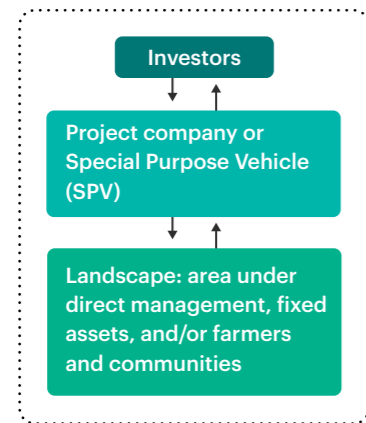 Investors
Project company or
Special Purpose Vehicle
(SPV)
Landscape: area under
direct management, fixed
assets, and/or farmers
and communities